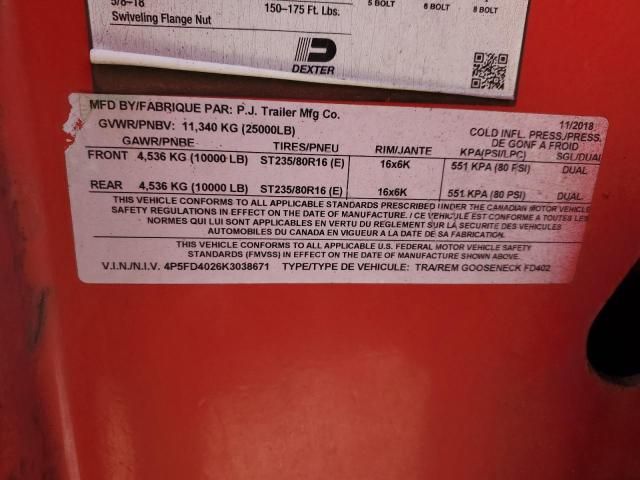 5/8–18 150–175 Ft. Lbs. 5 BOLT 6 BOLT 8 BOLT
Swiveling Flange Nut
DEXTER
MFD BY/FABRIQUE PAR: P.J. Trailer Mfg Co. 11/2018
GVWR/PNBV: 11,340 KG (25000LB) COLD INFL. PRESS/PRESS.
DE GONF A FROID
GAWR/PNBE TIRES/PNEU RIM/JANTE KPA(PSI/LPC) SGL/DUAL
FRONT 4,536 KG (10000 LB) ST235/80R16 (E) 16x6K 551 KPA (80 PSI) DUAL
REAR 4,536 KG (10000 LB) ST235/80R16 (E) 16x6K 551 KPA (80 PSI) DUAL
THIS VEHICLE CONFORMS TO ALL APPLICABLE STANDARDS PRESCRIBED UNDER THE CANADIAN MOTOR VEHICLE
SAFETY REGULATIONS IN EFFECT ON THE DATE OF MANUFACTURE. / CE VEHICULE EST CONFORME A TOUTES LES
NORMES QUI LUI SONT APPLICABLES EN VERTU DU REGLEMENT SUR LA SECURITE DES VEHICULES
AUTOMOBILES DU CANADA EN VIGUEUR A LA DATE DE SA FABRICATION
THIS VEHICLE CONFORMS TO ALL APPLICABLE U.S. FEDERAL MOTOR VEHICLE SAFETY
STANDARDS (FMVSS) IN EFFECT ON THE DATE OF MANUFACTURE SHOWN ABOVE.
V.I.N./N.I.V. 4P5FD4026K3038671 TYPE/TYPE DE VEHICULE: TRA/REM GOOSENECK FD402